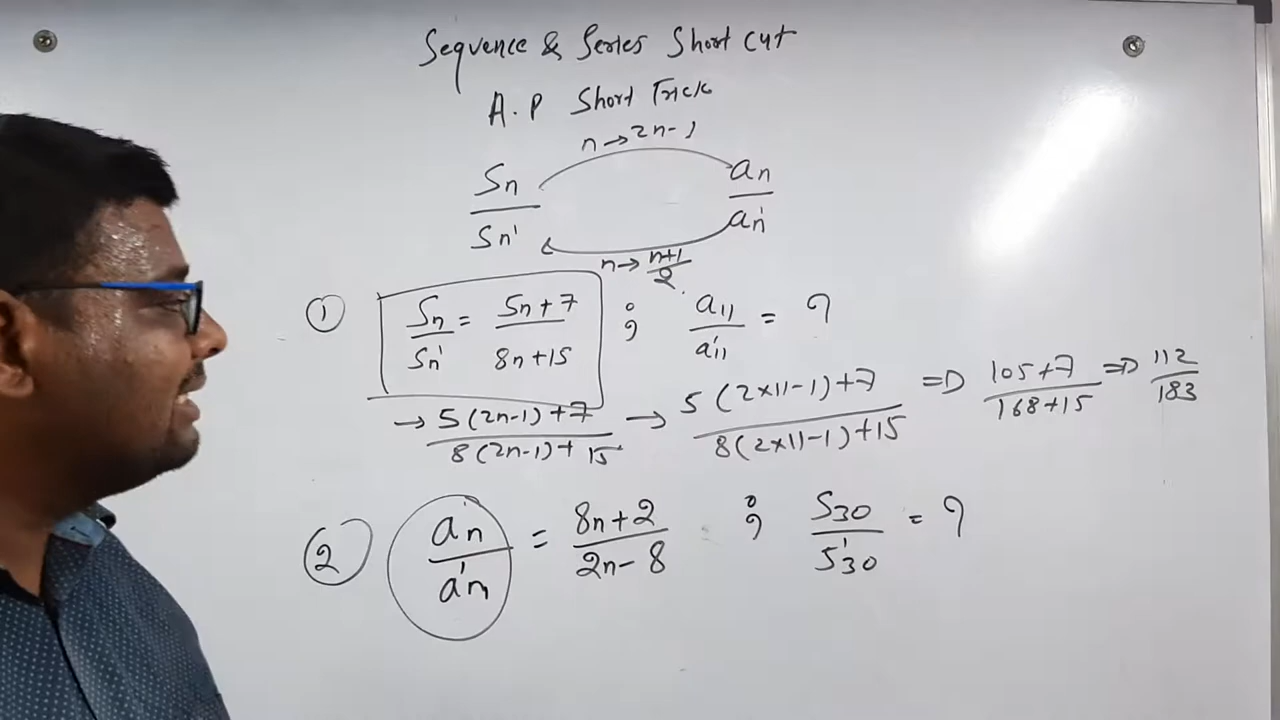 Sequence & Series Short cut
A.P Short Trick
n→2n-1
Sn/Sn' an/an'
n→(n+1)/2
① Sn/Sn' = (5n+7)/(8n+15) ; a11/a'11 = ?
→ (5(2n-1)+7)/(8(2n-1)+15) → (5(2×11-1)+7)/(8(2×11-1)+15) => (105+7)/(168+15) => 112/183
② an/a'n = (8n+2)/(2n-8) ; S30/S'30 = ?